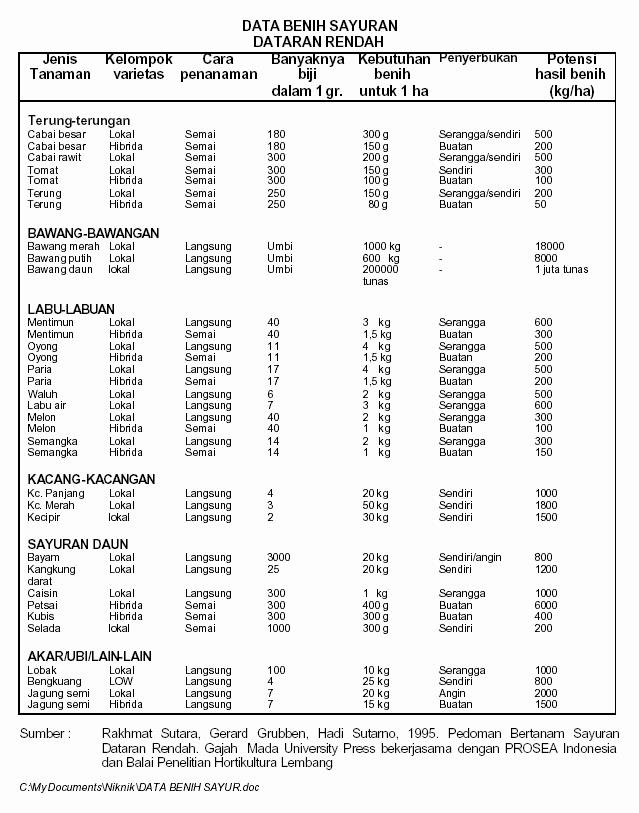 DATA BENIH SAYURAN
DATARAN RENDAH
Jenis Kelompok Cara Banyaknya Kebutuhan Penyerbukan Potensi
Tanaman varietas penanaman biji benih hasil benih
dalam 1 gr. untuk 1 ha (kg/ha)
Terung-terungan
Cabai besar Lokal Semai 180 300 g Serangga/sendiri 500
Cabai besar Hibrida Semai 180 150 g Buatan 200
Cabai rawit Lokal Semai 300 200 g Serangga/sendiri 500
Tomat Lokal Semai 300 150 g Sendiri 300
Tomat Hibrida Semai 300 100 g Buatan 100
Terung Lokal Semai 250 150 g Serangga/sendiri 200
Terung Hibrida Semai 250 80 g Buatan 50
BAWANG-BAWANGAN
Bawang merah Lokal Langsung Umbi 1000 kg - 18000
Bawang putih Lokal Langsung Umbi 600 kg - 8000
Bawang daun lokal Langsung Umbi 200000 - 1 juta tunas
tunas
LABU-LABUAN
Mentimun Lokal Langsung 40 3 kg Serangga 600
Mentimun Hibrida Semai 40 1,5 kg Buatan 300
Oyong Lokal Langsung 11 4 kg Serangga 500
Oyong Hibrida Semai 11 1,5 kg Buatan 200
Paria Lokal Langsung 17 4 kg Serangga 500
Paria Hibrida Semai 17 1,5 kg Buatan 200
Waluh Lokal Langsung 6 2 kg Serangga 500
Labu air Lokal Langsung 7 3 kg Serangga 600
Melon Lokal Langsung 40 2 kg Serangga 300
Melon Hibrida Semai 40 1 kg Buatan 100
Semangka Lokal Langsung 14 2 kg Serangga 300
Semangka Hibrida Semai 14 1 kg Buatan 150
KACANG-KACANGAN
Kc. Panjang Lokal Langsung 4 20 kg Sendiri 1000
Kc. Merah Lokal Langsung 3 50 kg Sendiri 1800
Kecipir lokal Langsung 2 30 kg Sendiri 1500
SAYURAN DAUN
Bayam Lokal Langsung 3000 20 kg Sendiri/angin 800
Kangkung Lokal Langsung 25 20 kg Sendiri 1200
darat
Caisin Lokal Langsung 300 1 kg Serangga 1000
Petsai Hibrida Semai 300 400 g Buatan 6000
Kubis Hibrida Semai 300 300 g Buatan 400
Selada lokal Semai 1000 300 g Sendiri 200
AKAR/UBI/LAIN-LAIN
Lobak Lokal Langsung 100 10 kg Serangga 1000
Bengkuang LOW Langsung 4 25 kg Sendiri 800
Jagung semi Lokal Langsung 7 20 kg Angin 2000
Jagung semi Hibrida Langsung 7 15 kg Buatan 1500
Sumber : Rakhmat Sutara, Gerard Grubben, Hadi Sutarno, 1995. Pedoman Bertanam Sayuran
Dataran Rendah. Gajah Mada University Press bekerjasama dengan PROSEA Indonesia
dan Balai Penelitian Hortikultura Lembang
C:\My Documents\Niknik\DATA BENIH SAYUR.doc